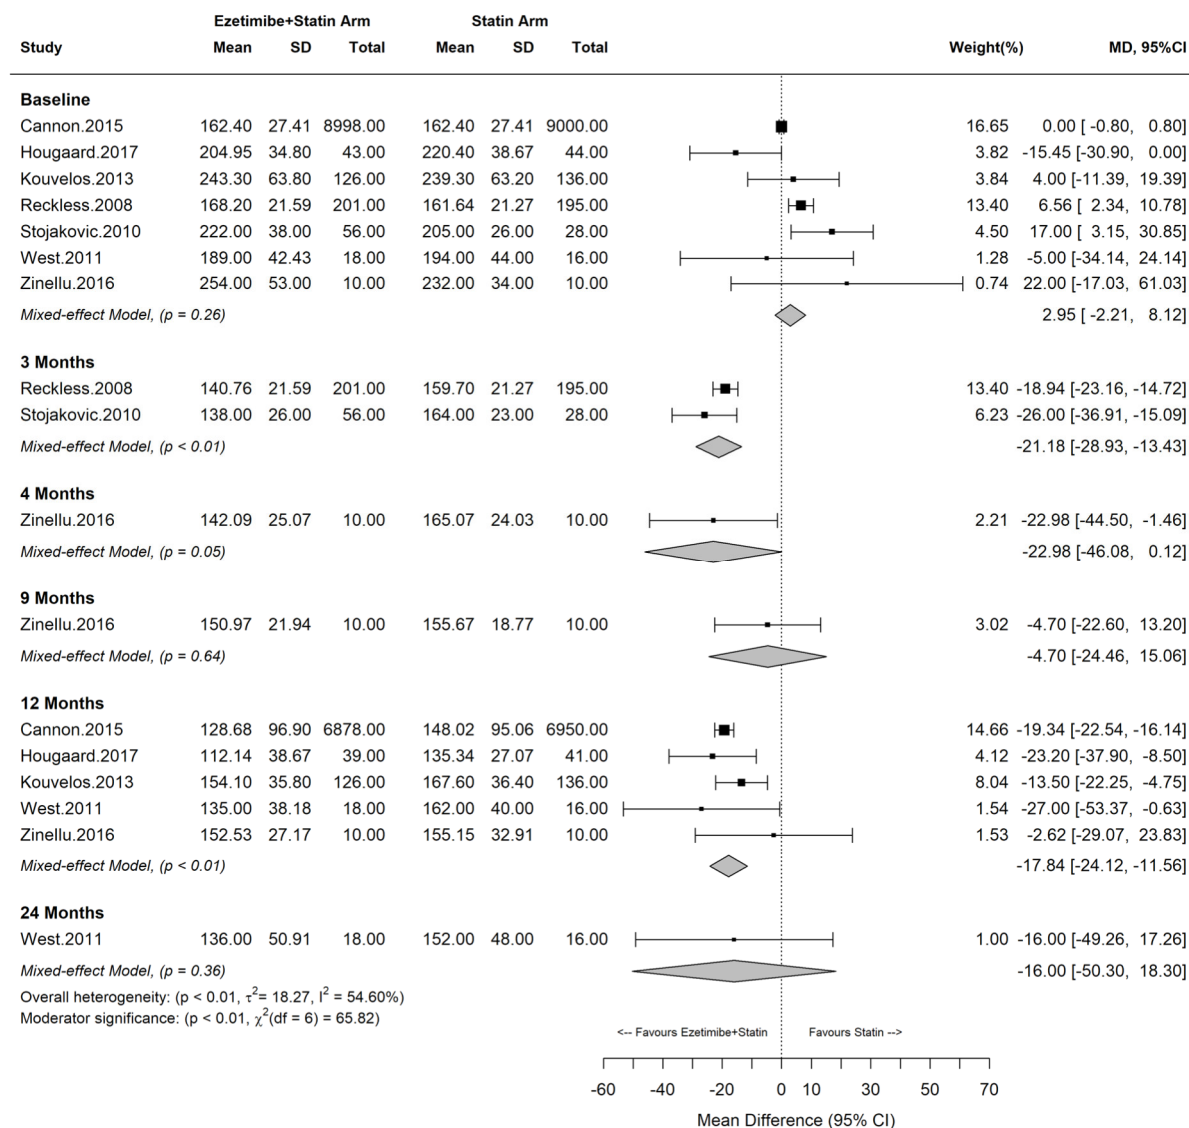 Ezetimibe+Statin Arm Statin Arm
Study Mean SD Total Mean SD Total Weight(%) MD, 95%CI
Baseline
Cannon.2015 162.40 27.41 8998.00 162.40 27.41 9000.00 16.65 0.00 [ -0.80, 0.80]
Hougaard.2017 204.95 34.80 43.00 220.40 38.67 44.00 3.82 -15.45 [-30.90, 0.00]
Kouvelos.2013 243.30 63.80 126.00 239.30 63.20 136.00 3.84 4.00 [-11.39, 19.39]
Reckless.2008 168.20 21.59 201.00 161.64 21.27 195.00 13.40 6.56 [ 2.34, 10.78]
Stojakovic.2010 222.00 38.00 56.00 205.00 26.00 28.00 4.50 17.00 [ 3.15, 30.85]
West.2011 189.00 42.43 18.00 194.00 44.00 16.00 1.28 -5.00 [-34.14, 24.14]
Zinellu.2016 254.00 53.00 10.00 232.00 34.00 10.00 0.74 22.00 [-17.03, 61.03]
Mixed-effect Model, (p = 0.26) 2.95 [ -2.21, 8.12]
3 Months
Reckless.2008 140.76 21.59 201.00 159.70 21.27 195.00 13.40 -18.94 [-23.16, -14.72]
Stojakovic.2010 138.00 26.00 56.00 164.00 23.00 28.00 6.23 -26.00 [-36.91, -15.09]
Mixed-effect Model, (p < 0.01) -21.18 [-28.93, -13.43]
4 Months
Zinellu.2016 142.09 25.07 10.00 165.07 24.03 10.00 2.21 -22.98 [-44.50, -1.46]
Mixed-effect Model, (p = 0.05) -22.98 [-46.08, 0.12]
9 Months
Zinellu.2016 150.97 21.94 10.00 155.67 18.77 10.00 3.02 -4.70 [-22.60, 13.20]
Mixed-effect Model, (p = 0.64) -4.70 [-24.46, 15.06]
12 Months
Cannon.2015 128.68 96.90 6878.00 148.02 95.06 6950.00 14.66 -19.34 [-22.54, -16.14]
Hougaard.2017 112.14 38.67 39.00 135.34 27.07 41.00 4.12 -23.20 [-37.90, -8.50]
Kouvelos.2013 154.10 35.80 126.00 167.60 36.40 136.00 8.04 -13.50 [-22.25, -4.75]
West.2011 135.00 38.18 18.00 162.00 40.00 16.00 1.54 -27.00 [-53.37, -0.63]
Zinellu.2016 152.53 27.17 10.00 155.15 32.91 10.00 1.53 -2.62 [-29.07, 23.83]
Mixed-effect Model, (p < 0.01) -17.84 [-24.12, -11.56]
24 Months
West.2011 136.00 50.91 18.00 152.00 48.00 16.00 1.00 -16.00 [-49.26, 17.26]
Mixed-effect Model, (p = 0.36) -16.00 [-50.30, 18.30]
Overall heterogeneity: (p < 0.01, τ²= 18.27, I² = 54.60%)
Moderator significance: (p < 0.01, χ²(df = 6) = 65.82)
<-- Favours Ezetimibe+Statin Favours Statin -->
-60 -40 -20 0 10 30 50 70
Mean Difference (95% CI)